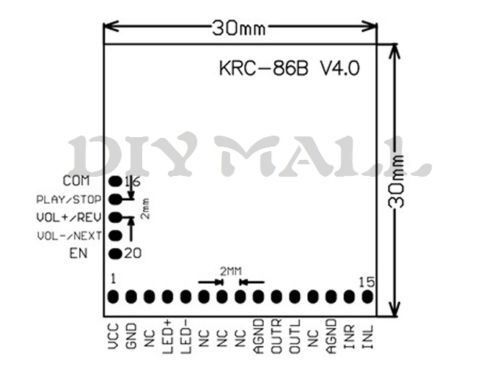 30mm
KRC-86B V4.0
DIY MALL
COM 16
PLAY/STOP
VOL+/REV
VOL-/NEXT
EN 20
2mm
30mm
1
2MM
15
VCC
GND
NC
LED+
LED-
NC
NC
NC
AGND
OUTR
OUTL
NC
AGND
INR
INL